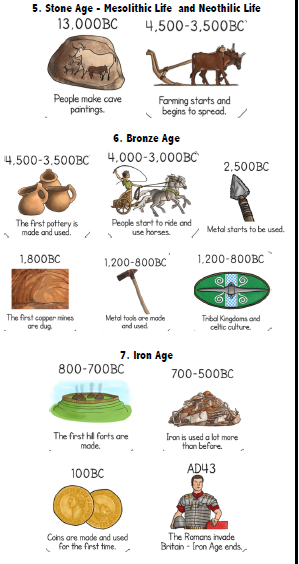 5. Stone Age - Mesolithic Life and Neothilic Life
13,000BC
4,500-3,500BC
People make cave
paintings.
Farming starts and
begins to spread.
6. Bronze Age
4,500-3,500BC
4,000-3,000BC
2,500BC
The first pottery is
made and used.
People start to ride and
use horses.
Metal starts to be used.
1,800BC
1,200-800BC
1,200-800BC
The first copper mines
are dug.
Metal tools are made
and used.
Tribal Kingdoms and
celtic culture.
7. Iron Age
800-700BC
700-500BC
The first hill forts are
made.
Iron is used a lot more
than before.
100BC
AD43
Coins are made and used
for the first time.
The Romans invade
Britain - Iron Age ends.